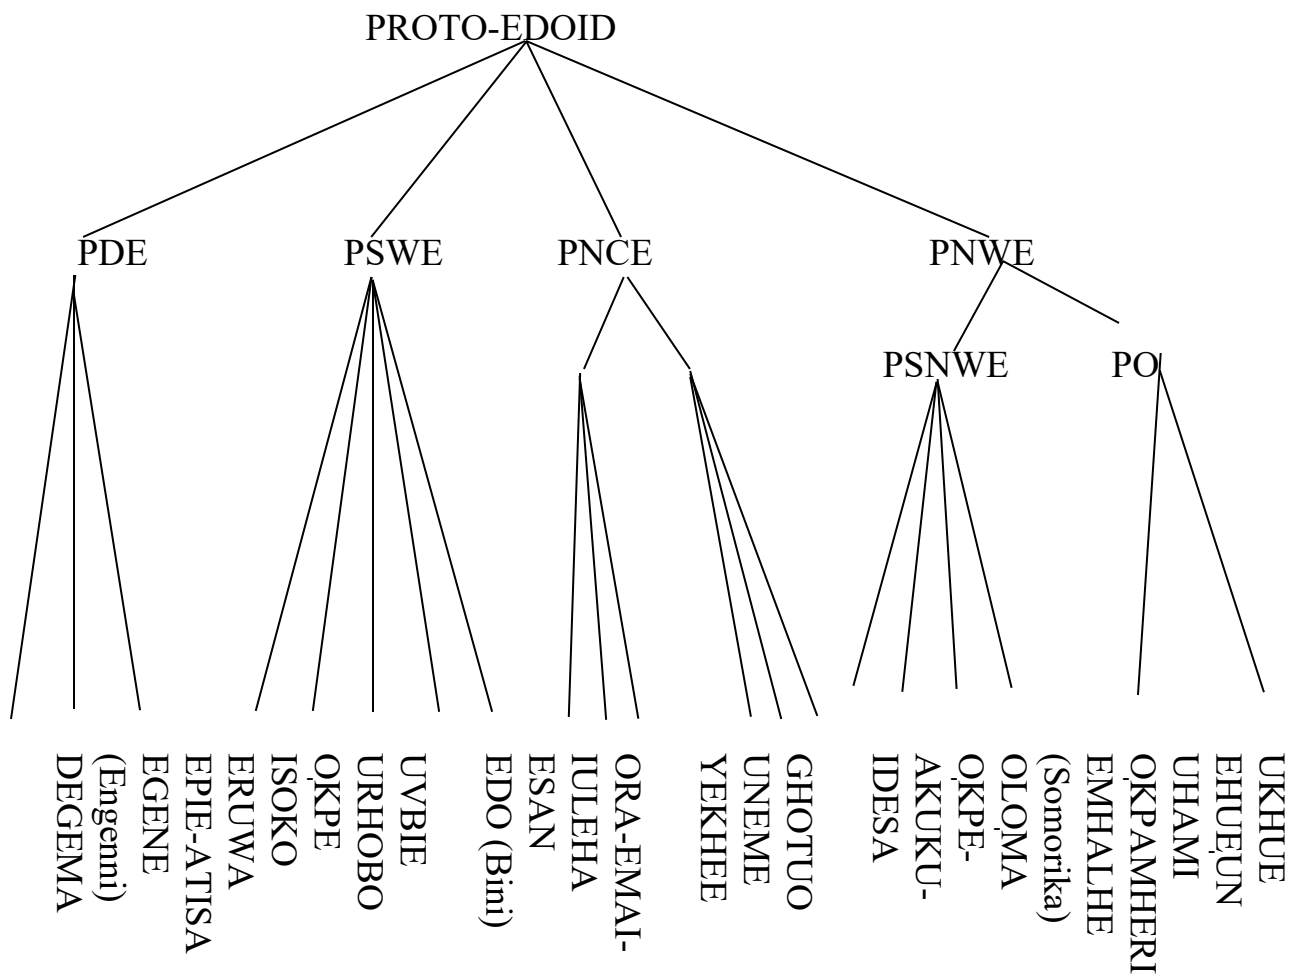 PROTO-EDOID
PDE
PSWE
PNCE
PNWE
PSNWE
PO
DEGEMA
(Engenni)
EGENE
EPIE-ATISA
ERUWA
ISOKO
ỌKPE
URHOBO
UVBIE
EDO (Bini)
ESAN
IULEHA
ORA-EMAI-
YEKHEE
UNEME
GHOTUO
IDESA
AKUKU-
ỌKPE-
OLỌMA
(Somorika)
EMHALHE
ỌKPAMHERI
UHAMI
EHUẸUN
UKHUE